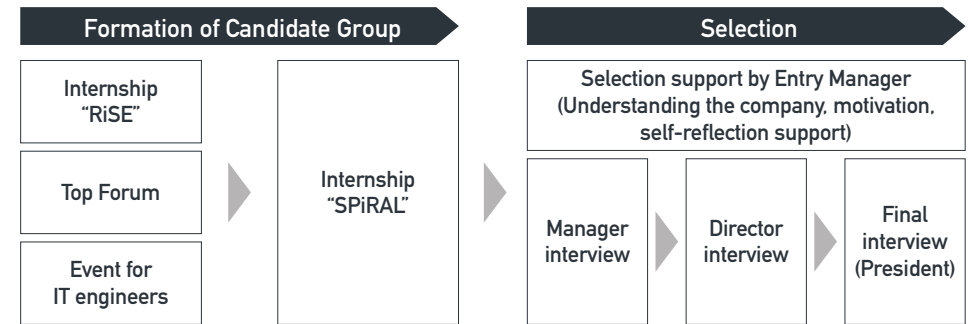 Formation of Candidate Group
Internship
“RiSE”
Top Forum
Event for
IT engineers
Internship
“SPiRAL”
Selection
Selection support by Entry Manager
(Understanding the company, motivation,
self-reflection support)
Manager
interview
Director
interview
Final
interview
(President)